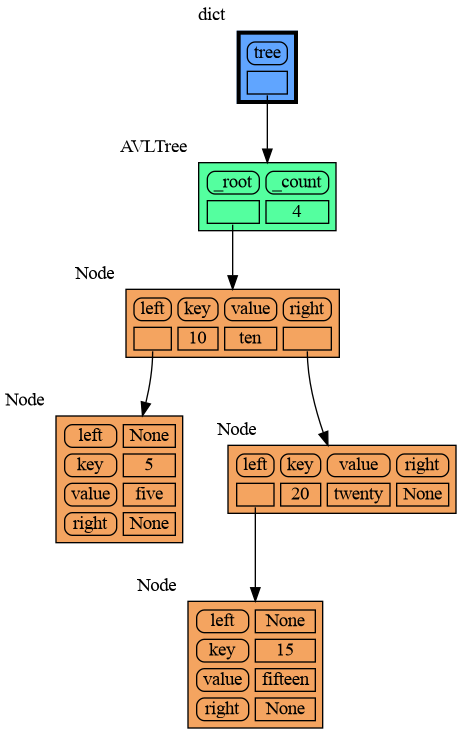 dict
tree
AVLTree
_root _count
4
Node
left key value right
10 ten
Node
left None
key 5
value five
right None
Node
left key value right
20 twenty None
Node
left None
key 15
value fifteen
right None